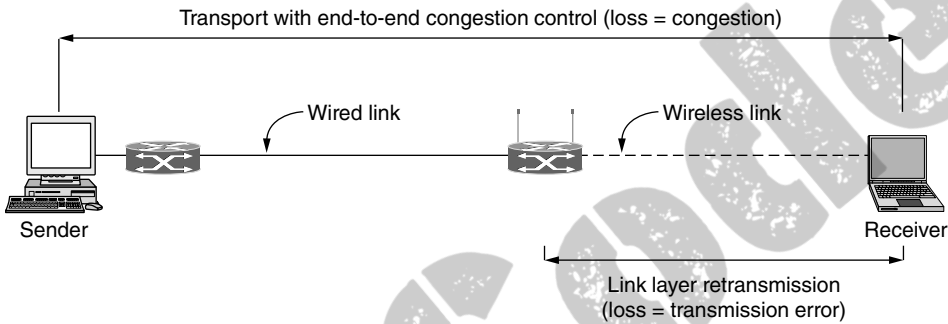 Transport with end-to-end congestion control (loss = congestion)
Wired link
Wireless link
Sender
Receiver
Link layer retransmission
(loss = transmission error)